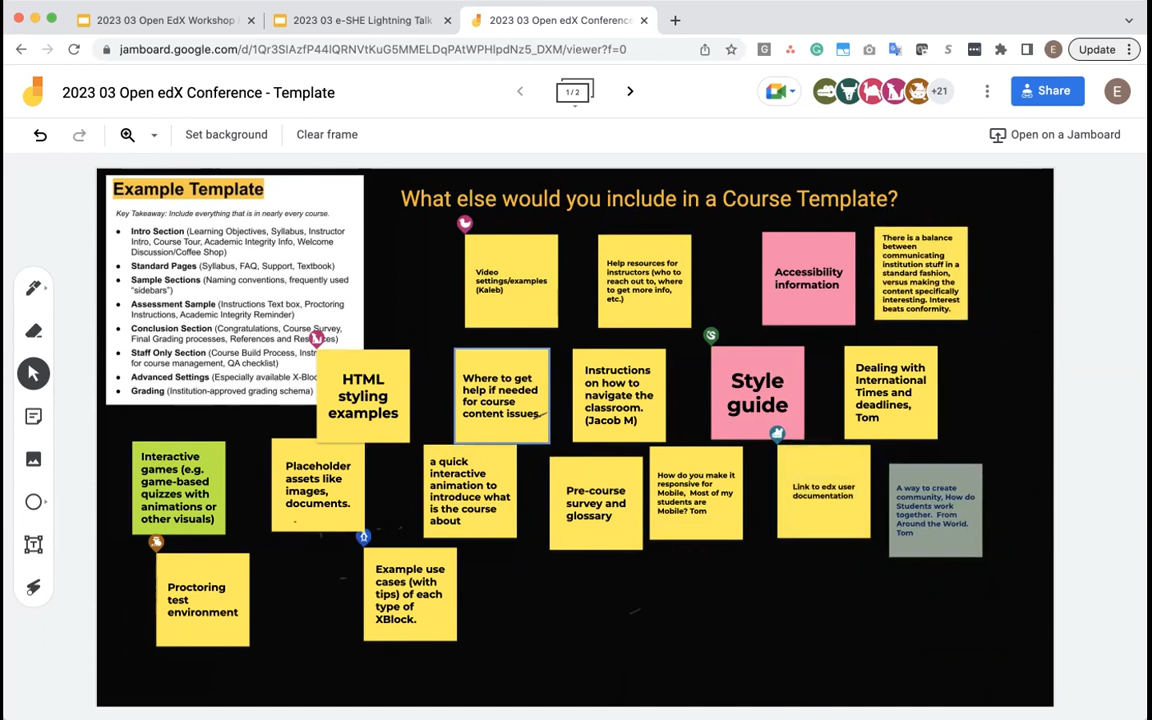 2023 03 Open EdX Workshop
2023 03 e-SHE Lightning Talk
2023 03 Open edX Conference
jamboard.google.com/d/1Qr3SIAzfP44IQRNVtKuG5MMELDqPAtWPHIpdNz5_DXM/viewer?f=0
E
Update
2023 03 Open edX Conference - Template
1/2
+21
Share
E
Set background
Clear frame
Open on a Jamboard
Example Template
Key Takeaway: Include everything that is in nearly every course.
• Intro Section (Learning Objectives, Syllabus, Instructor
Intro, Course Tour, Academic Integrity Info, Welcome
Discussion/Coffee Shop)
• Standard Pages (Syllabus, FAQ, Support, Textbook)
• Sample Sections (Naming conventions, frequently used
"sidebars")
• Assessment Sample (Instructions Text box, Proctoring
Instructions, Academic Integrity Reminder)
• Conclusion Section (Congratulations, Course Survey,
Final Grading processes, References and Resources)
• Staff Only Section (Course Build Process, Instr
for course management, QA checklist)
• Advanced Settings (Especially available X-Blo
• Grading (Institution-approved grading schema)
What else would you include in a Course Template?
Video
settings/examples
(Kaleb)
Help resources for
instructors (who to
reach out to, where
to get more info,
etc.)
Accessibility
information
There is a balance
between
communicating
institution stuff in a
standard fashion,
versus making the
content specifically
interesting. Interest
beats conformity.
HTML
styling
examples
Where to get
help if needed
for course
content issues.
Instructions
on how to
navigate the
classroom.
(Jacob M)
Style
guide
Dealing with
International
Times and
deadlines,
Tom
Interactive
games (e.g.
game-based
quizzes with
animations or
other visuals)
Placeholder
assets like
images,
documents.
a quick
interactive
animation to
introduce what
is the course
about
Pre-course
survey and
glossary
How do you make it
responsive for
Mobile, Most of my
students are
Mobile? Tom
Link to edx user
documentation
A way to create
community, How do
Students work
together. From
Around the World.
Tom
Proctoring
test
environment
Example use
cases (with
tips) of each
type of
XBlock.